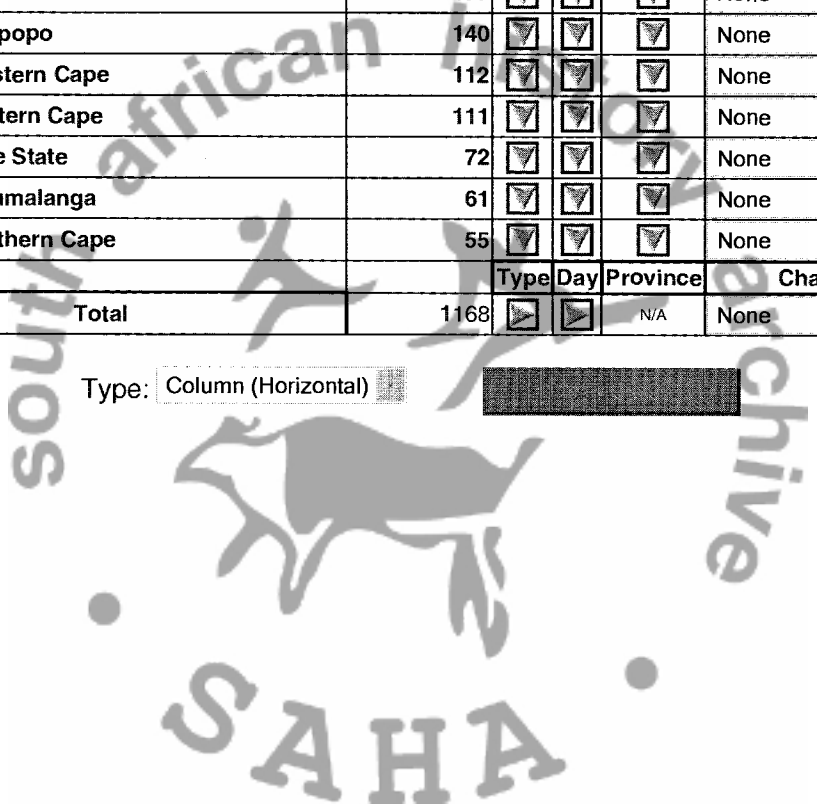 popo 140 None
stern Cape 112 None
tern Cape 111 None
e State 72 None
umalanga 61 None
thern Cape 55 None
Type Day Province Cha
Total 1168 N/A None
Type: Column (Horizontal)
south african history archive
SAHA